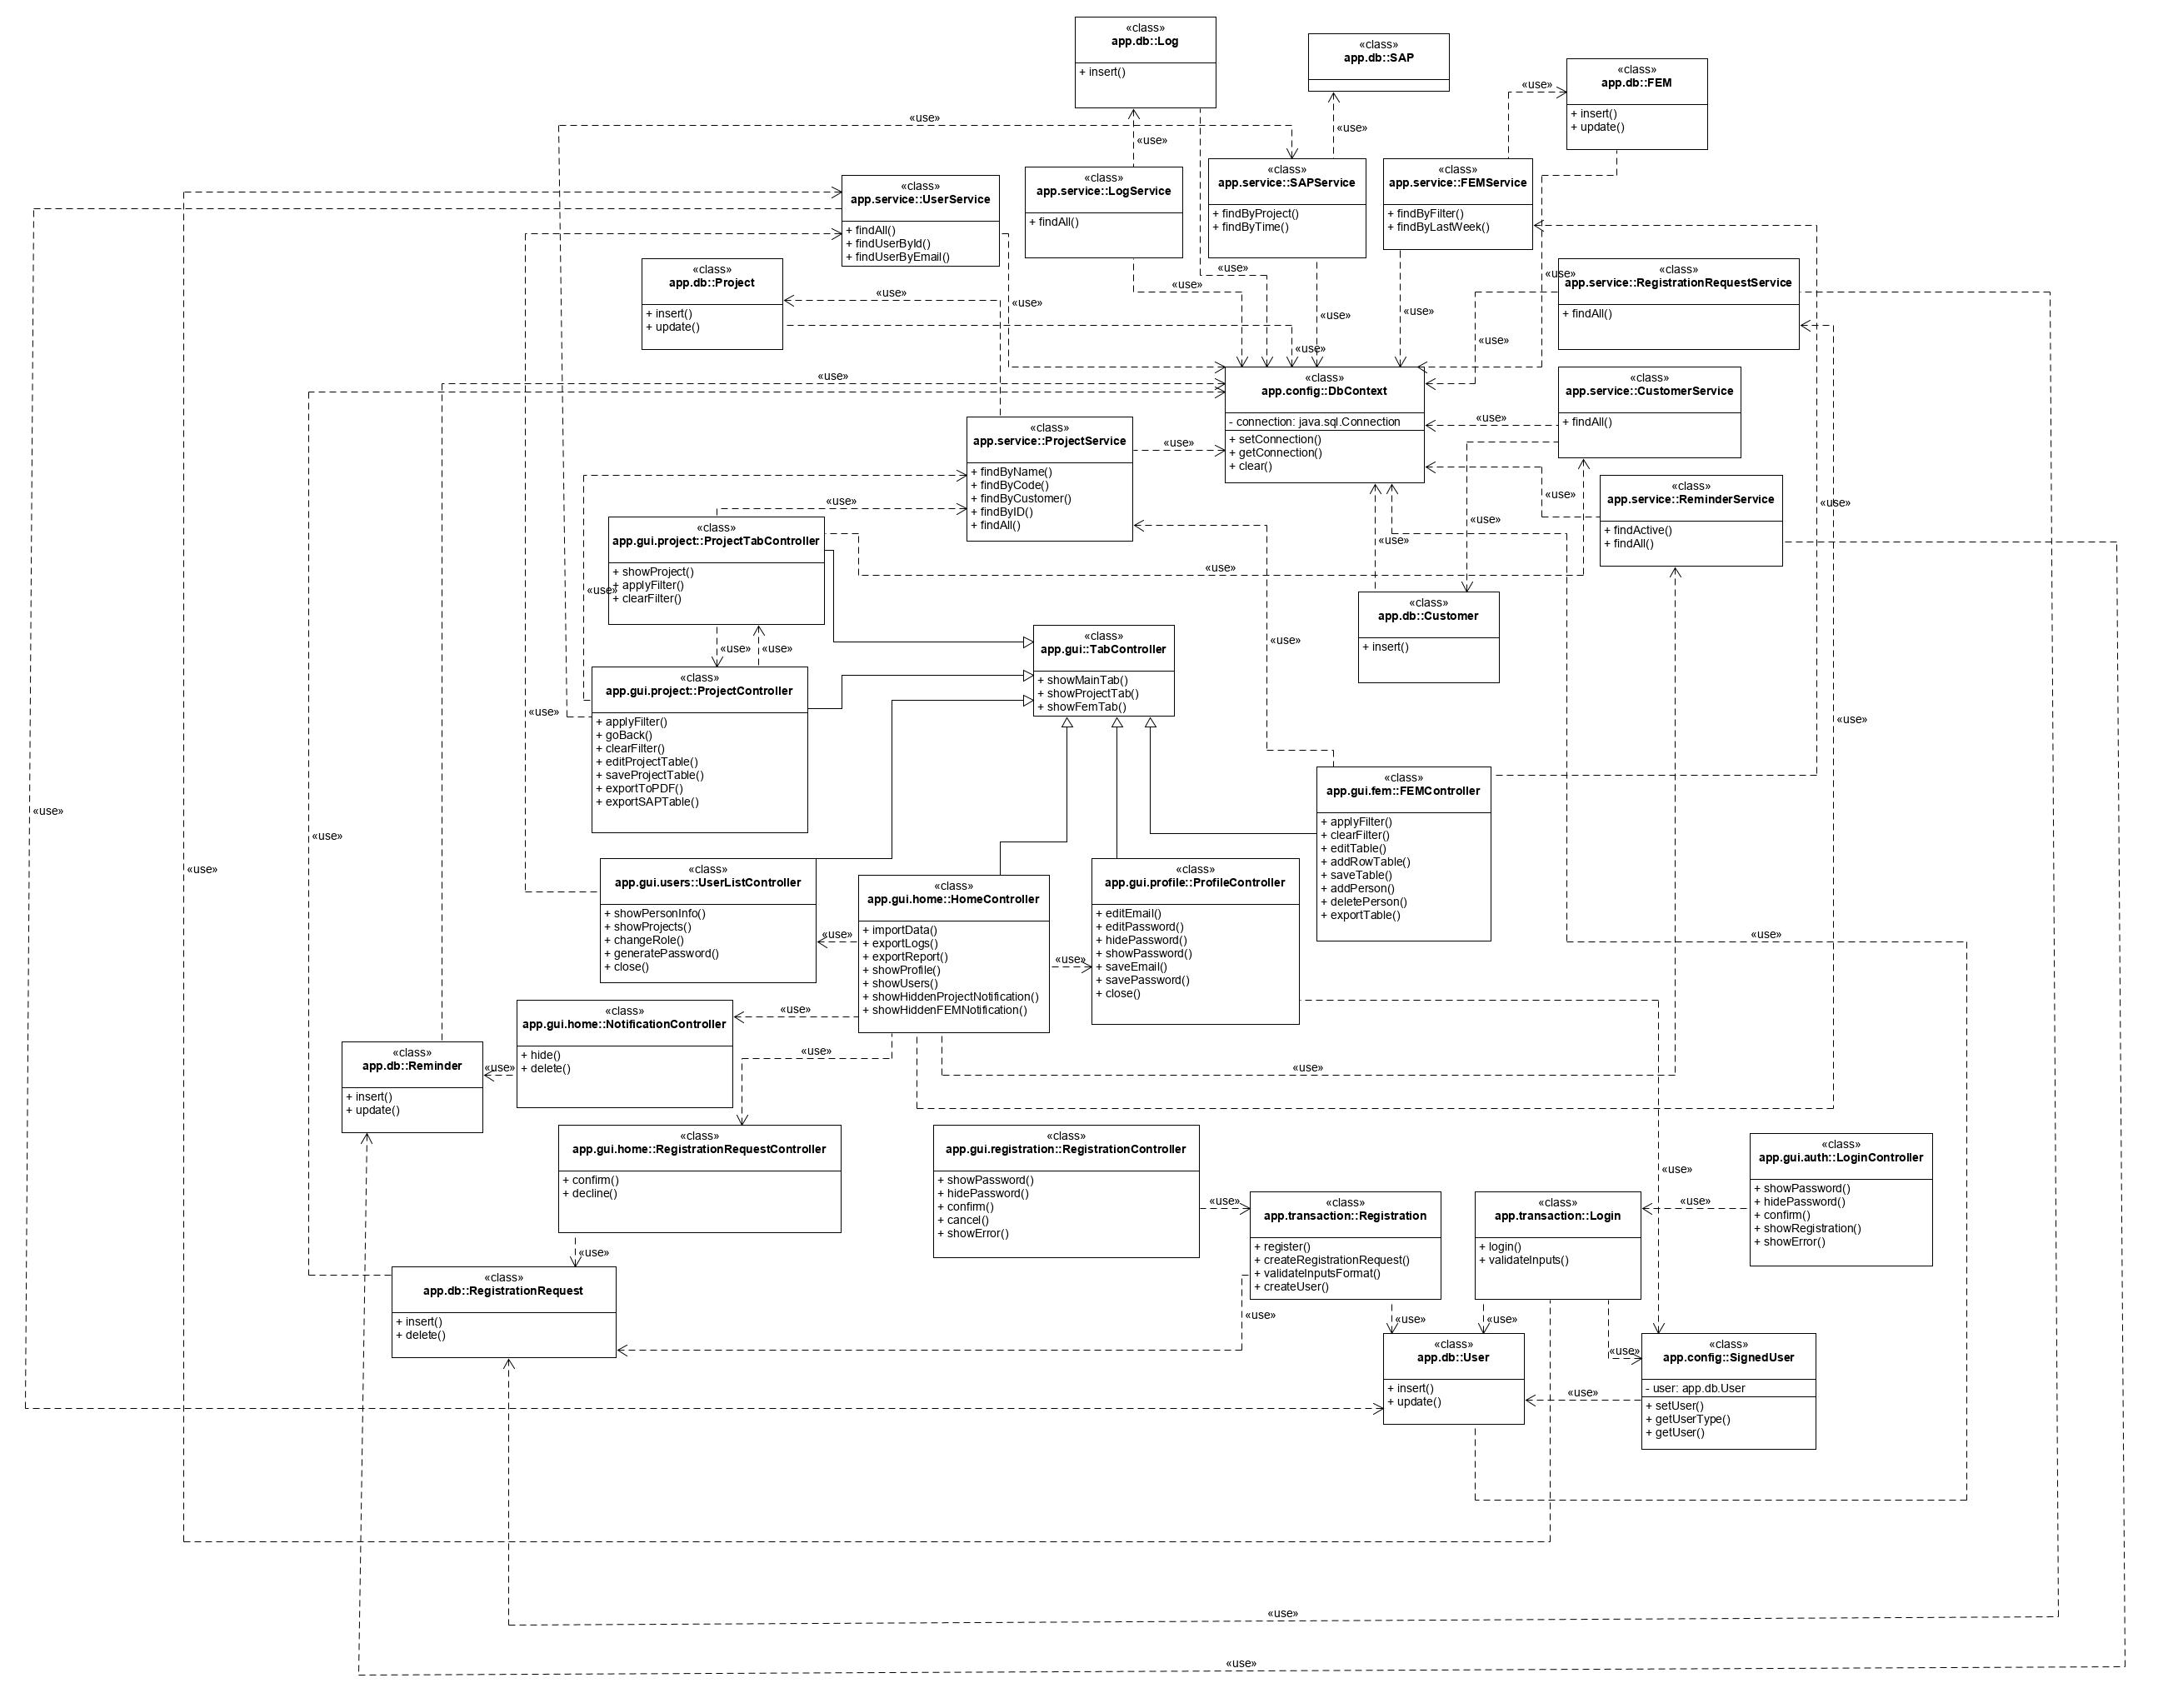 «class»
app.db::Log
+ insert()
«class»
app.db::SAP
«class»
app.db::FEM
+ insert()
+ update()
«use»
«use»
«use»
«use»
«class»
app.service::UserService
+ findAll()
+ findUserById()
+ findUserByEmail()
«class»
app.service::LogService
+ findAll()
«class»
app.service::SAPService
+ findByProject()
+ findByTime()
«class»
app.service::FEMService
+ findByFilter()
+ findByLastWeek()
«class»
app.db::Project
+ insert()
+ update()
«class»
app.service::RegistrationRequestService
+ findAll()
«use»
«use»
«use»
«use»
«use»
«use»
«use»
«use»
«use»
«use»
«class»
app.config::DbContext
- connection: java.sql.Connection
+ setConnection()
+ getConnection()
+ clear()
«class»
app.service::CustomerService
+ findAll()
«use»
«class»
app.service::ProjectService
+ findByName()
+ findByCode()
+ findByCustomer()
+ findByID()
+ findAll()
«use»
«class»
app.service::ReminderService
+ findActive()
+ findAll()
«use»
«use»
«use»
«use»
«use»
«use»
«class»
app.gui.project::ProjectTabController
+ showProject()
+ applyFilter()
+ clearFilter()
«use»
«class»
app.db::Customer
+ insert()
«use»
«use»
«use»
«class»
app.gui::TabController
+ showMainTab()
+ showProjectTab()
+ showFemTab()
«class»
app.gui.project::ProjectController
+ applyFilter()
+ goBack()
+ clearFilter()
+ editProjectTable()
+ saveProjectTable()
+ exportToPDF()
+ exportSAPTable()
«use»
«use»
«class»
app.gui.fem::FEMController
+ applyFilter()
+ clearFilter()
+ editTable()
+ addRowTable()
+ saveTable()
+ addPerson()
+ deletePerson()
+ exportTable()
«use»
«use»
«use»
«class»
app.gui.users::UserListController
+ showPersonInfo()
+ showProjects()
+ changeRole()
+ generatePassword()
+ close()
«class»
app.gui.home::HomeController
+ importData()
+ exportLogs()
+ exportReport()
+ showProfile()
+ showUsers()
+ showHiddenProjectNotification()
+ showHiddenFEMNotification()
«class»
app.gui.profile::ProfileController
+ editEmail()
+ editPassword()
+ hidePassword()
+ showPassword()
+ saveEmail()
+ savePassword()
+ close()
«use»
«use»
«use»
«use»
«class»
app.gui.home::NotificationController
+ hide()
+ delete()
«class»
app.db::Reminder
+ insert()
+ update()
«use»
«use»
«use»
«class»
app.gui.home::RegistrationRequestController
+ confirm()
+ decline()
«class»
app.gui.registration::RegistrationController
+ showPassword()
+ hidePassword()
+ confirm()
+ cancel()
+ showError()
«class»
app.gui.auth::LoginController
+ showPassword()
+ hidePassword()
+ confirm()
+ showRegistration()
+ showError()
«use»
«use»
«use»
«class»
app.transaction::Registration
+ register()
+ createRegistrationRequest()
+ validateInputsFormat()
+ createUser()
«class»
app.transaction::Login
+ login()
+ validateInputs()
«use»
«class»
app.db::RegistrationRequest
+ insert()
+ delete()
«use»
«use»
«use»
«use»
«class»
app.db::User
+ insert()
+ update()
«use»
«class»
app.config::SignedUser
- user: app.db.User
+ setUser()
+ getUserType()
+ getUser()
«use»
«use»